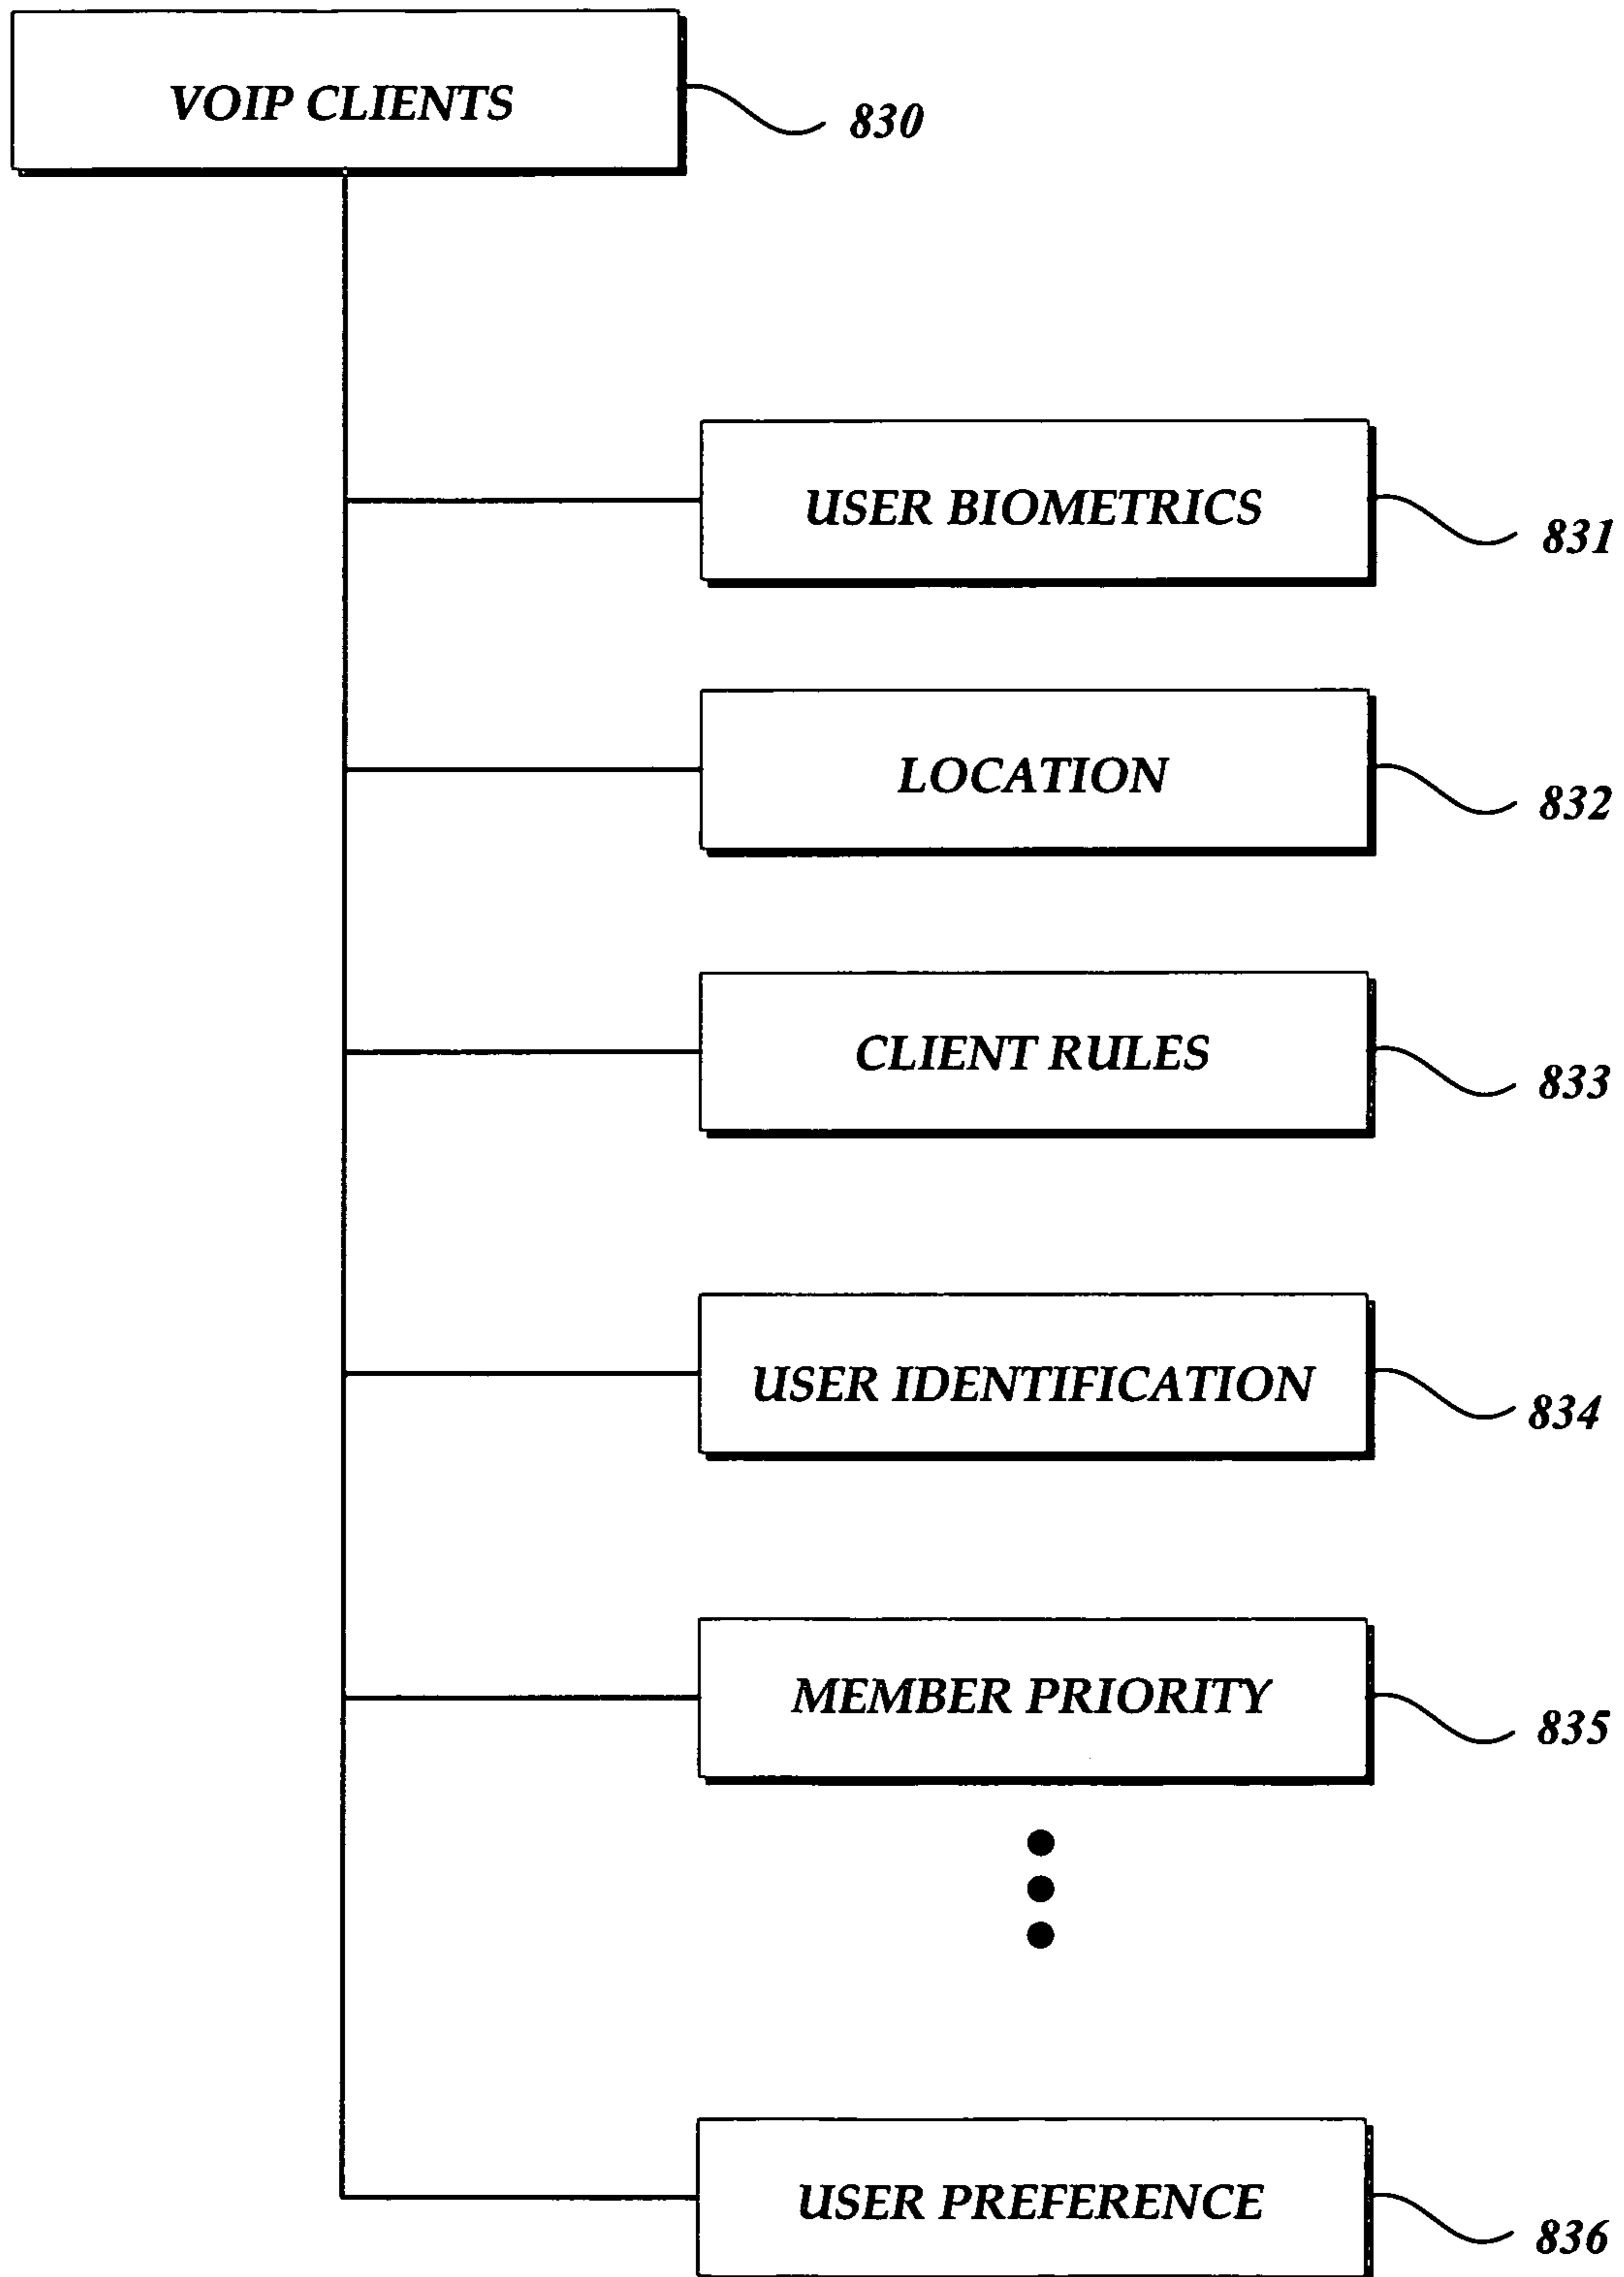 VOIP CLIENTS
830
USER BIOMETRICS
831
LOCATION
832
CLIENT RULES
833
USER IDENTIFICATION
834
MEMBER PRIORITY
835
USER PREFERENCE
836